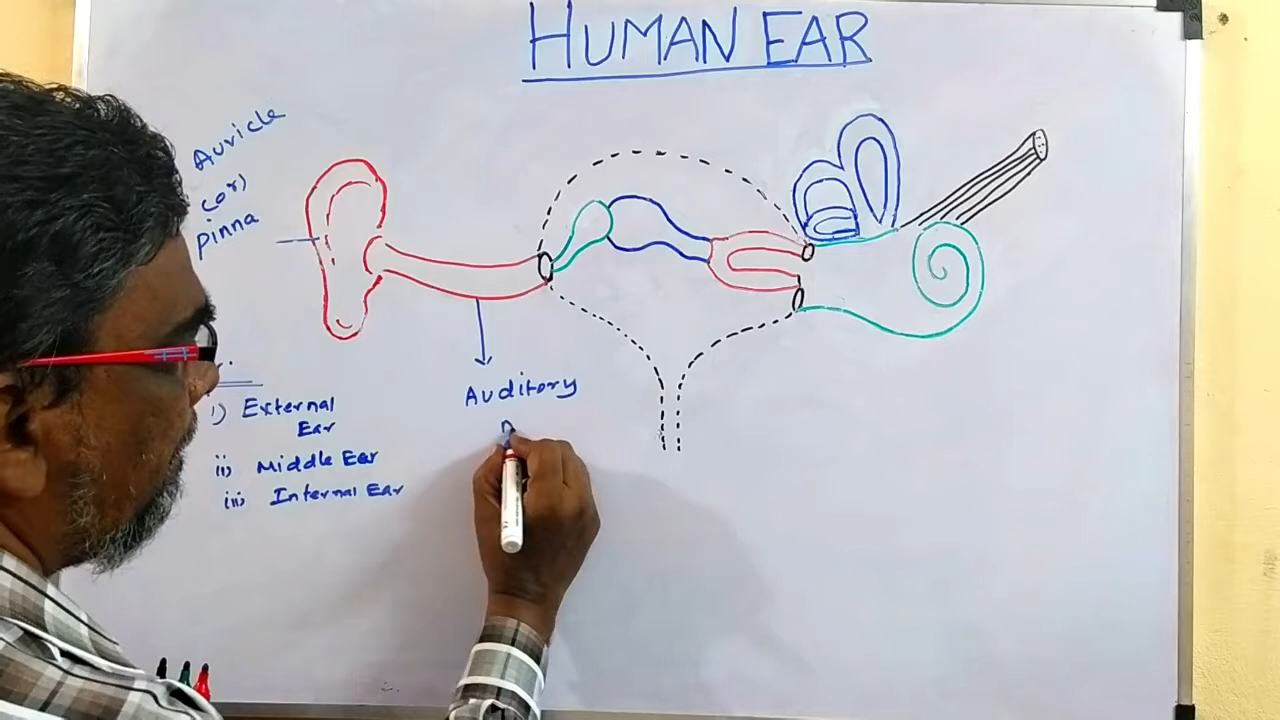 HUMAN EAR
Auricle
(or)
pinna
i) External
Ear
ii) Middle Ear
iii) Internal Ear
Auditory